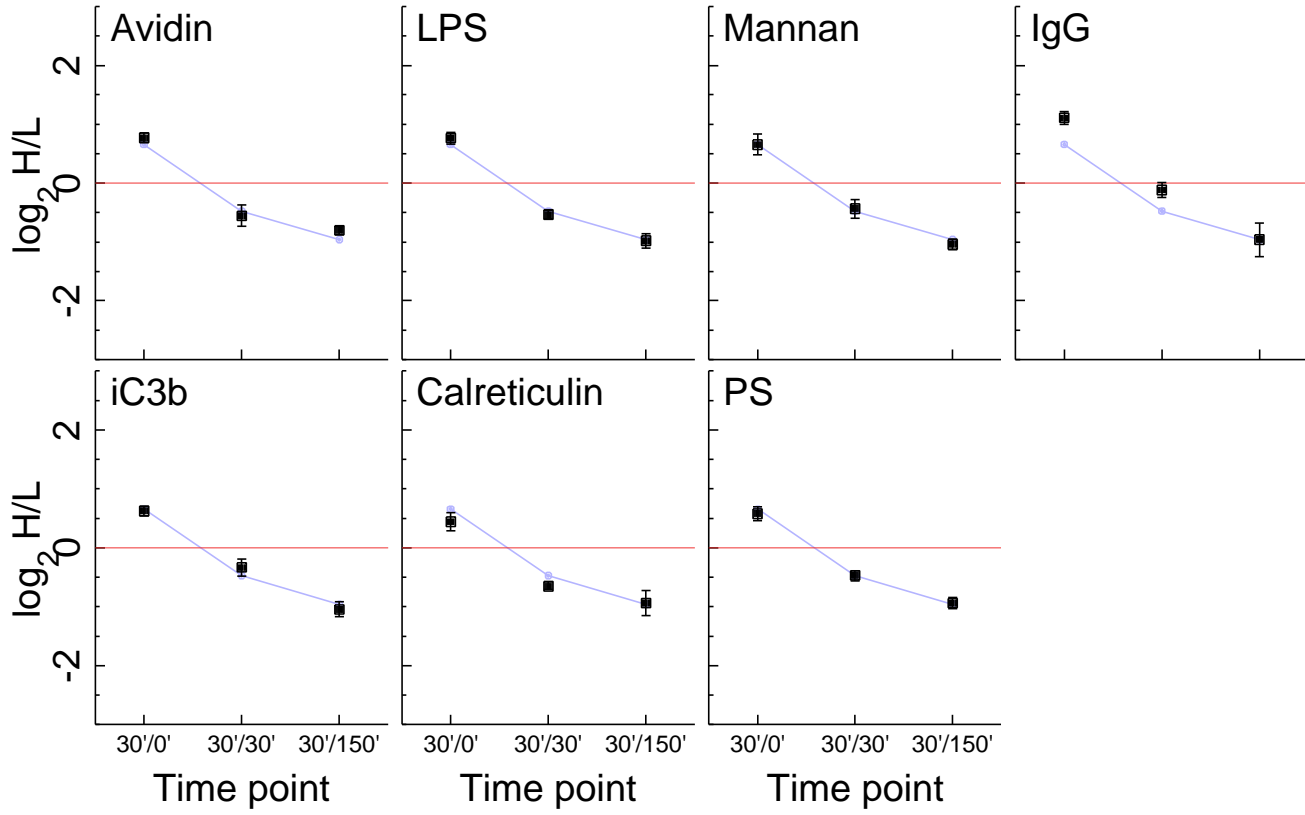 Avidin
LPS
Mannan
IgG
log2 H/L
2
0
-2
iC3b
Calreticulin
PS
log2 H/L
2
0
-2
30'/0' 30'/30' 30'/150'
30'/0' 30'/30' 30'/150'
30'/0' 30'/30' 30'/150'
Time point
Time point
Time point